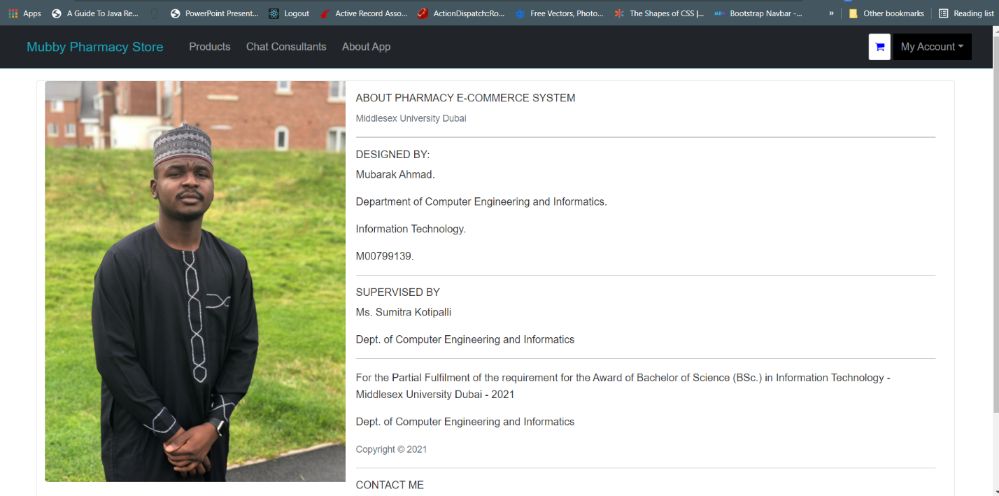 Apps
A Guide To Java Re...
PowerPoint Present...
Logout
Active Record Asso...
ActionDispatch::Ro...
Free Vectors, Photo...
The Shapes of CSS |...
MDB
Bootstrap Navbar -...
»
Other bookmarks
Reading list
Mubby Pharmacy Store
Products
Chat Consultants
About App
My Account
ABOUT PHARMACY E-COMMERCE SYSTEM
Middlesex University Dubai
DESIGNED BY:
Mubarak Ahmad.
Department of Computer Engineering and Informatics.
Information Technology.
M00799139.
SUPERVISED BY
Ms. Sumitra Kotipalli
Dept. of Computer Engineering and Informatics
For the Partial Fulfilment of the requirement for the Award of Bachelor of Science (BSc.) in Information Technology -
Middlesex University Dubai - 2021
Dept. of Computer Engineering and Informatics
Copyright © 2021
CONTACT ME